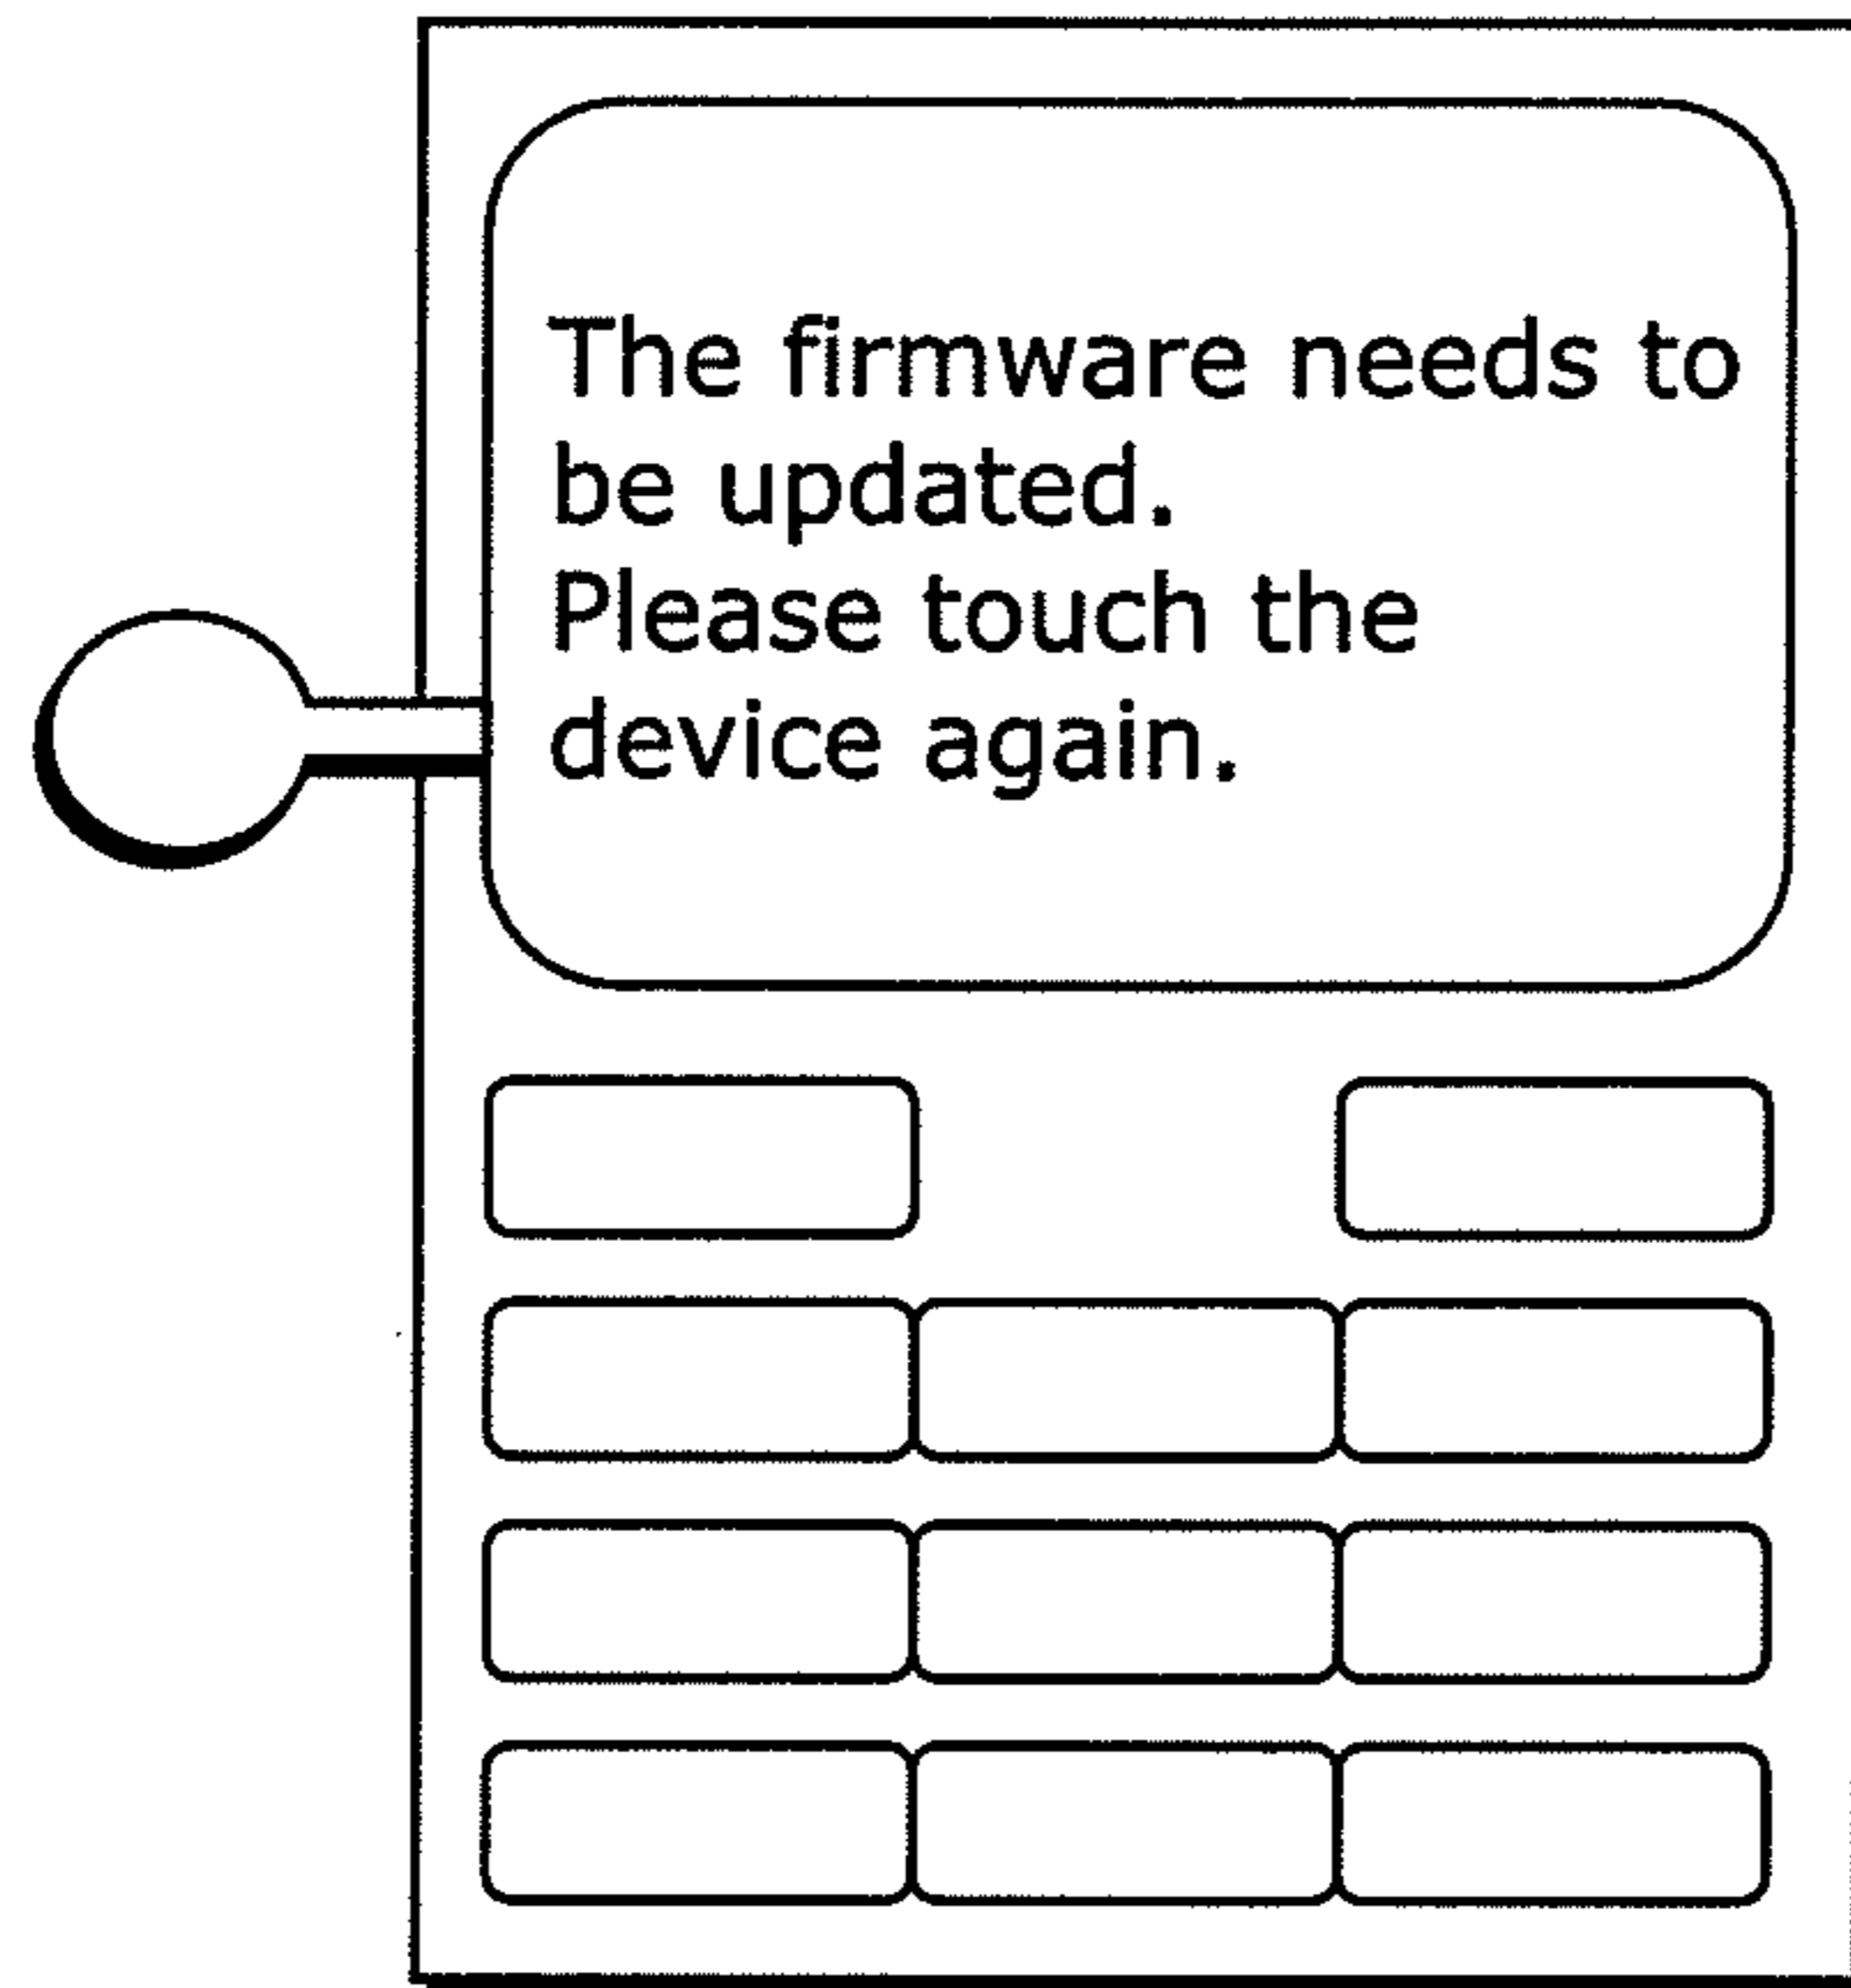 The firmware needs to
be updated.
Please touch the
device again.